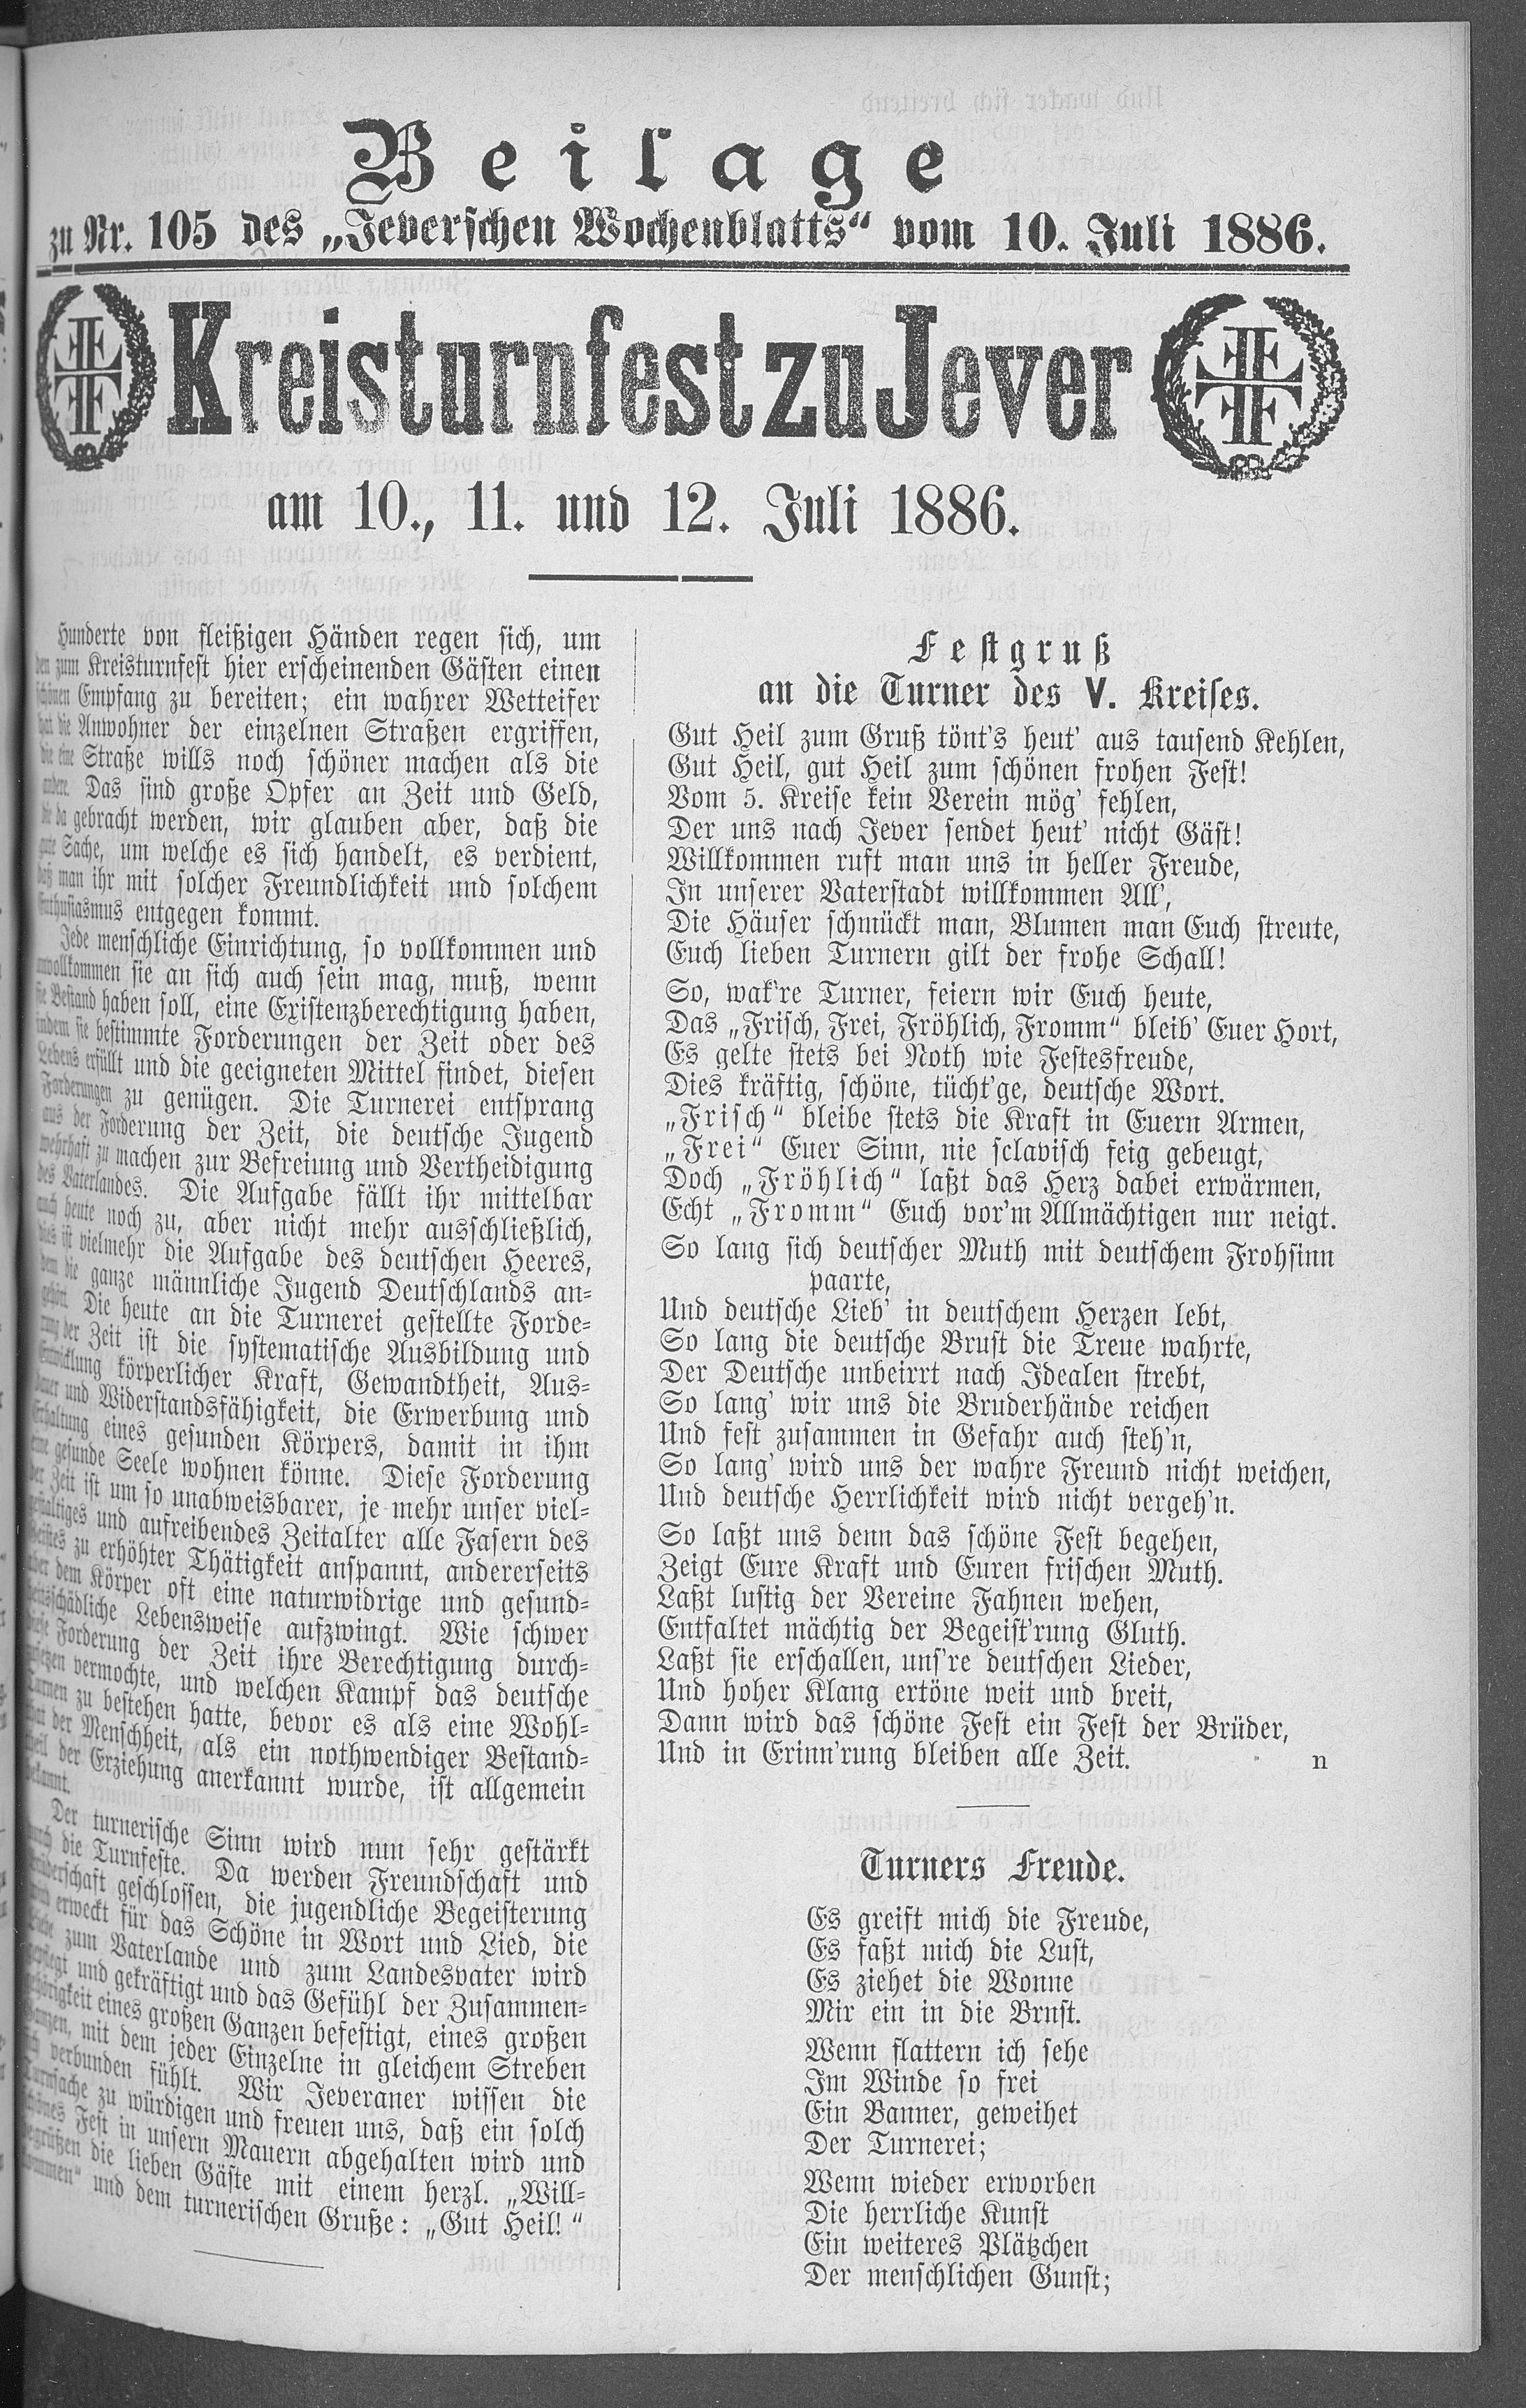 Beilage
zu Nr. 105 des „Jeverschen Wochenblatts“ vom 10. Juli 1886.
Kreisturnfest zu Jever
am 10., 11. und 12. Juli 1886.
Hunderte von fleißigen Händen regen sich, um
den zum Kreisturnfest hier erscheinenden Gästen einen
schönen Empfang zu bereiten; ein wahrer Wetteifer
hat die Anwohner der einzelnen Straßen ergriffen,
die eine Straße wills noch schöner machen als die
andere. Das sind große Opfer an Zeit und Geld,
die da gebracht werden, wir glauben aber, daß die
gute Sache, um welche es sich handelt, es verdient,
daß man ihr mit solcher Freundlichkeit und solchem
Enthusiasmus entgegen kommt.
Jede menschliche Einrichtung, so vollkommen und
unvollkommen sie an sich auch sein mag, muß, wenn
sie Bestand haben soll, eine Existenzberechtigung haben,
indem sie bestimmte Forderungen der Zeit oder des
Lebens erfüllt und die geeigneten Mittel findet, diesen
Forderungen zu genügen. Die Turnerei entsprang
aus der Forderung der Zeit, die deutsche Jugend
wehrhaft zu machen zur Befreiung und Vertheidigung
des Vaterlandes. Die Aufgabe fällt ihr mittelbar
auch heute noch zu, aber nicht mehr ausschließlich,
dies ist vielmehr die Aufgabe des deutschen Heeres,
dem die ganze männliche Jugend Deutschlands an-
gehört. Die heute an die Turnerei gestellte Forde-
rung der Zeit ist die systematische Ausbildung und
Entwicklung körperlicher Kraft, Gewandtheit, Aus-
dauer und Widerstandsfähigkeit, die Erwerbung und
Erhaltung eines gesunden Körpers, damit in ihm
eine gesunde Seele wohnen könne. Diese Forderung
der Zeit ist um so unabweisbarer, je mehr unser viel-
gestaltiges und aufreibendes Zeitalter alle Fasern des
Geistes zu erhöhter Thätigkeit anspannt, andererseits
aber dem Körper oft eine naturwidrige und gesund-
heitsschädliche Lebensweise aufzwingt. Wie schwer
diese Forderung der Zeit ihre Berechtigung durch-
zusetzen vermochte, und welchen Kampf das deutsche
Turnen zu bestehen hatte, bevor es als eine Wohl-
that der Menschheit, als ein nothwendiger Bestand-
theil der Erziehung anerkannt wurde, ist allgemein
bekannt.
Der turnerische Sinn wird nun sehr gestärkt
durch die Turnfeste. Da werden Freundschaft und
Bruderschaft geschlossen, die jugendliche Begeisterung
wird erweckt für das Schöne in Wort und Lied, die
Liebe zum Vaterlande und zum Landesvater wird
gepflegt und gekräftigt und das Gefühl der Zusammen-
gehörigkeit eines großen Ganzen befestigt, eines großen
Ganzen, mit dem jeder Einzelne in gleichem Streben
sich verbunden fühlt. Wir Jeveraner wissen die
Turnsache zu würdigen und freuen uns, daß ein solch
schönes Fest in unsern Mauern abgehalten wird und
begrüßen die lieben Gäste mit einem herzl. „Will-
kommen“ und dem turnerischen Gruße: „Gut Heil!“
Festgruß
an die Turner des V. Kreises.
Gut Heil zum Gruß tönt's heut' aus tausend Kehlen,
Gut Heil, gut Heil zum schönen frohen Fest!
Vom 5. Kreise kein Verein mög' fehlen,
Der uns nach Jever sendet heut' nicht Gäst!
Willkommen ruft man uns in heller Freude,
In unserer Vaterstadt willkommen All',
Die Häuser schmückt man, Blumen man Euch streute,
Euch lieben Turnern gilt der frohe Schall!
So, wak're Turner, feiern wir Euch heute,
Das „Frisch, Frei, Fröhlich, Fromm“ bleib' Euer Hort,
Es gelte stets bei Noth wie Festesfreude,
Dies kräftig, schöne, tücht'ge, deutsche Wort.
„Frisch“ bleibe stets die Kraft in Euern Armen,
„Frei“ Euer Sinn, nie sclavisch feig gebeugt,
Doch „Fröhlich“ laßt das Herz dabei erwärmen,
Echt „Fromm“ Euch vor'm Allmächtigen nur neigt.
So lang sich deutscher Muth mit deutschem Frohsinn
paarte,
Und deutsche Lieb' in deutschem Herzen lebt,
So lang die deutsche Brust die Treue wahrte,
Der Deutsche unbeirrt nach Idealen strebt,
So lang' wir uns die Bruderhände reichen
Und fest zusammen in Gefahr auch steh'n,
So lang' wird uns der wahre Freund nicht weichen,
Und deutsche Herrlichkeit wird nicht vergeh'n.
So laßt uns denn das schöne Fest begehen,
Zeigt Eure Kraft und Euren frischen Muth.
Laßt lustig der Vereine Fahnen wehen,
Entfaltet mächtig der Begeist'rung Gluth.
Laßt sie erschallen, uns're deutschen Lieder,
Und hoher Klang ertöne weit und breit,
Dann wird das schöne Fest ein Fest der Brüder,
Und in Erinn'rung bleiben alle Zeit. n
Turners Freude.
Es greift mich die Freude,
Es faßt mich die Lust,
Es ziehet die Wonne
Mir ein in die Brust.
Wenn flattern ich sehe
Im Winde so frei
Ein Banner, geweihet
Der Turnerei;
Wenn wieder erworben
Die herrliche Kunst
Ein weiteres Plätzchen
Der menschlichen Gunst;